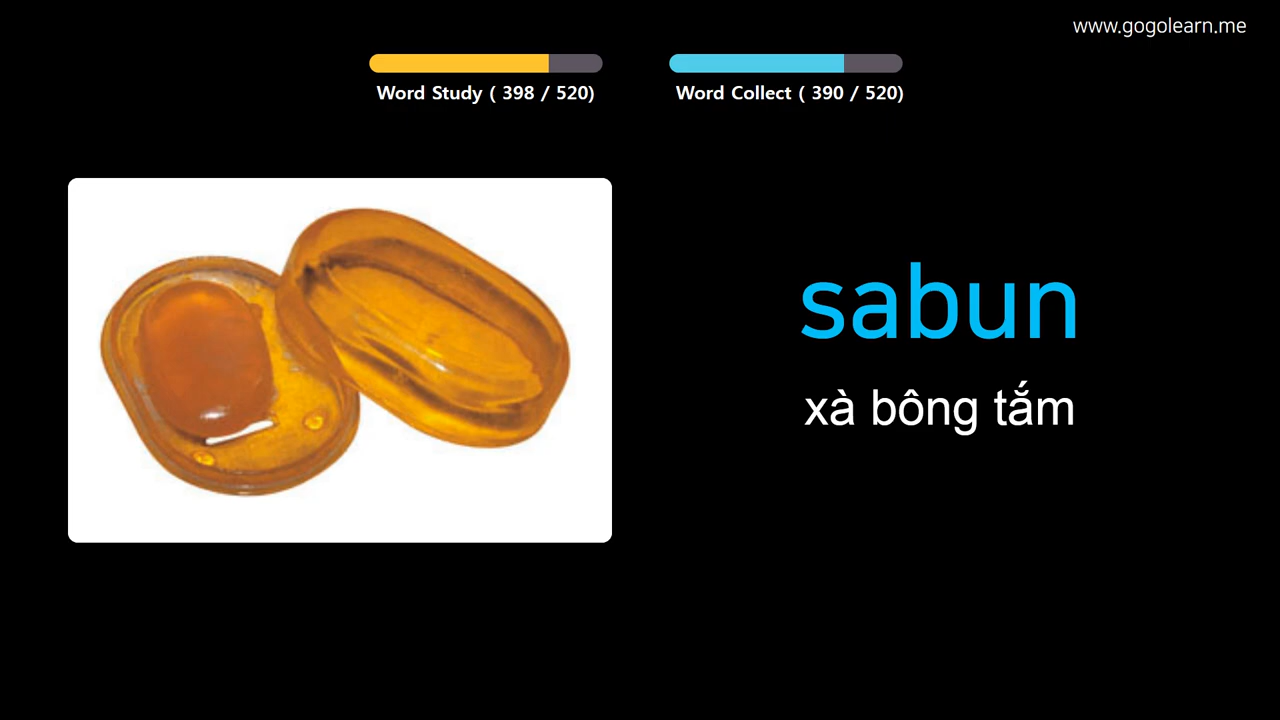 www.gogolearn.me
Word Study ( 398 / 520)
Word Collect ( 390 / 520)
sabun
xà bông tắm